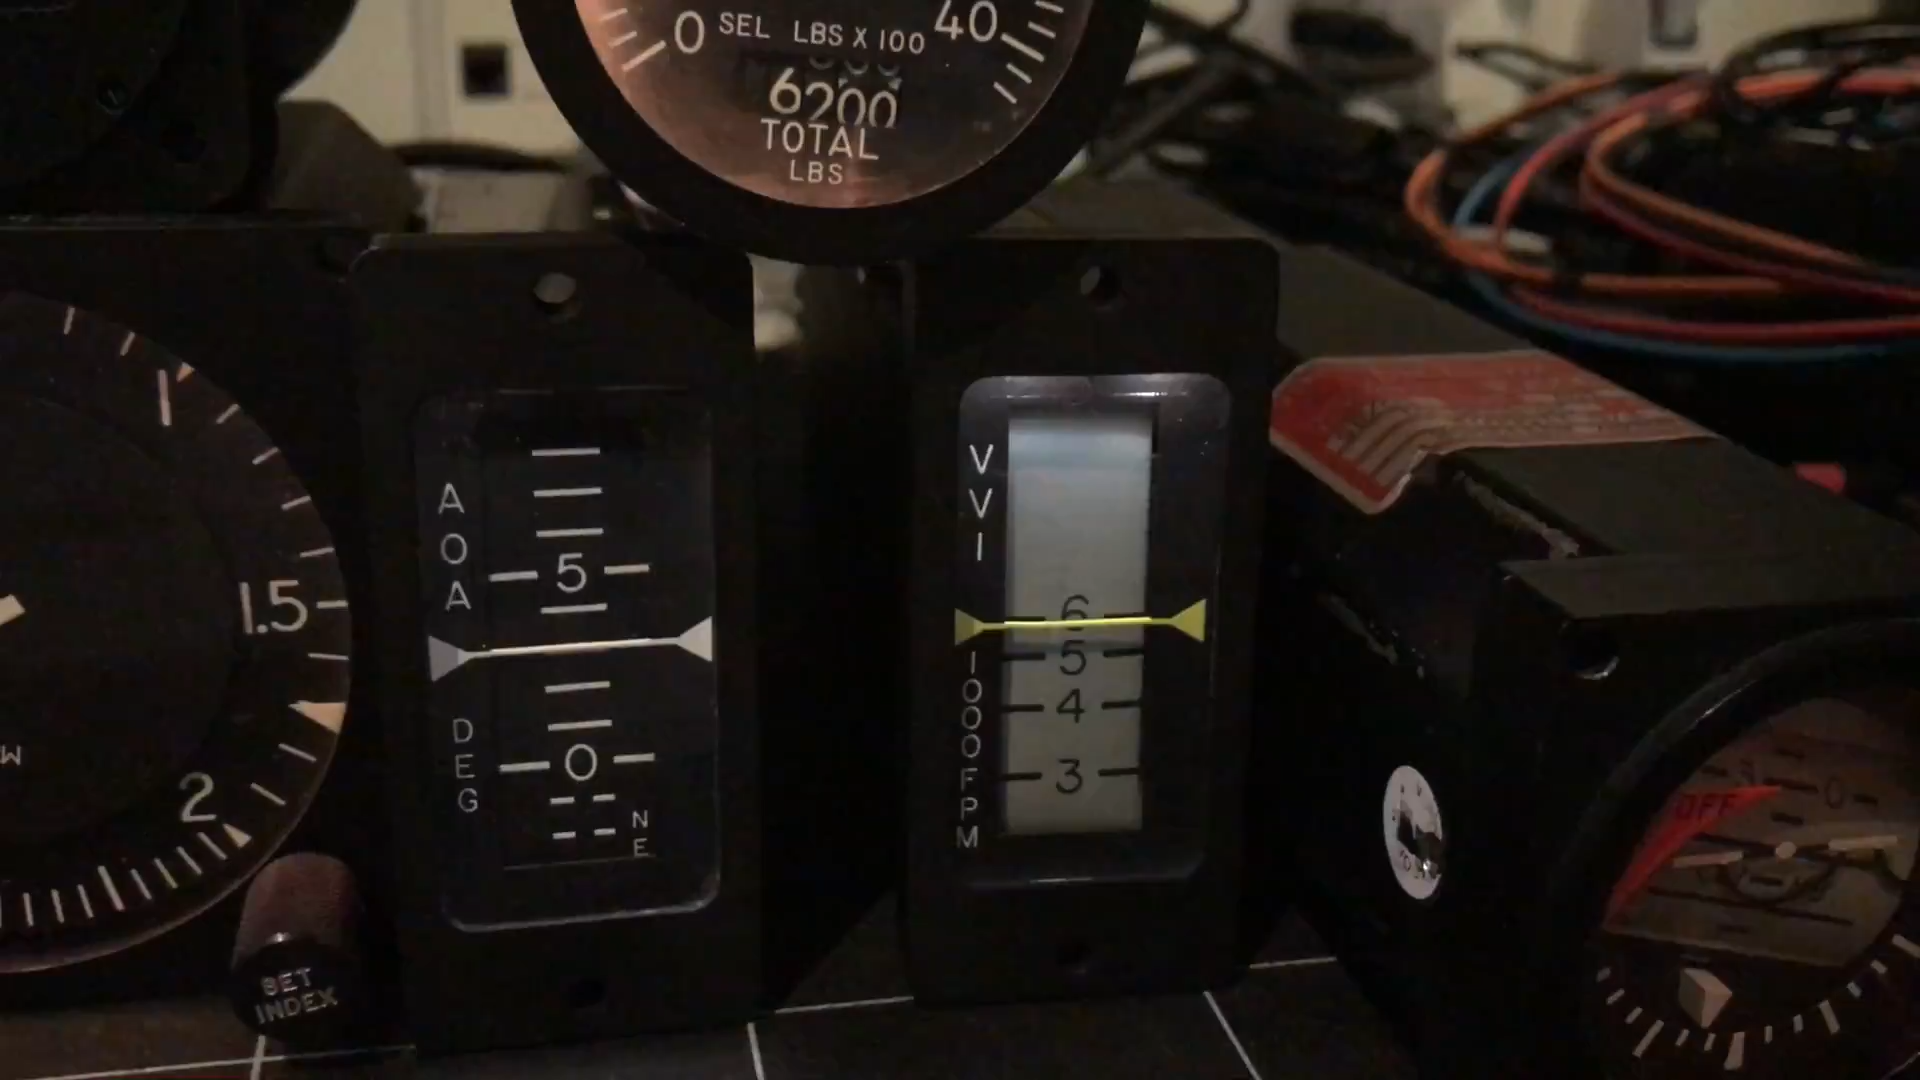 0 SEL LBS X 100 40
6200
TOTAL
LBS
1.5
2
W
SET
INDEX
AOA
DEG
5
0
NE
VVI
1000FPM
6
5
4
3
OFF
3
0